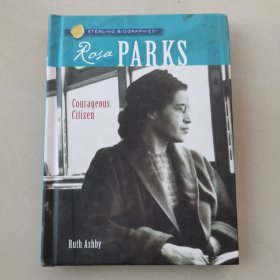 STERLING BIOGRAPHIES®
Rosa PARKS
Courageous
Citizen
Ruth Ashby